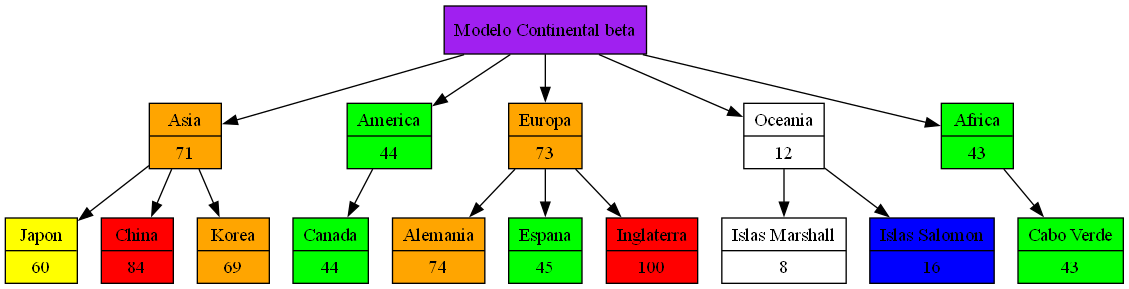 Modelo Continental beta
Asia
71
America
44
Europa
73
Oceania
12
Africa
43
Japon
60
China
84
Korea
69
Canada
44
Alemania
74
Espana
45
Inglaterra
100
Islas Marshall
8
Islas Salomon
16
Cabo Verde
43